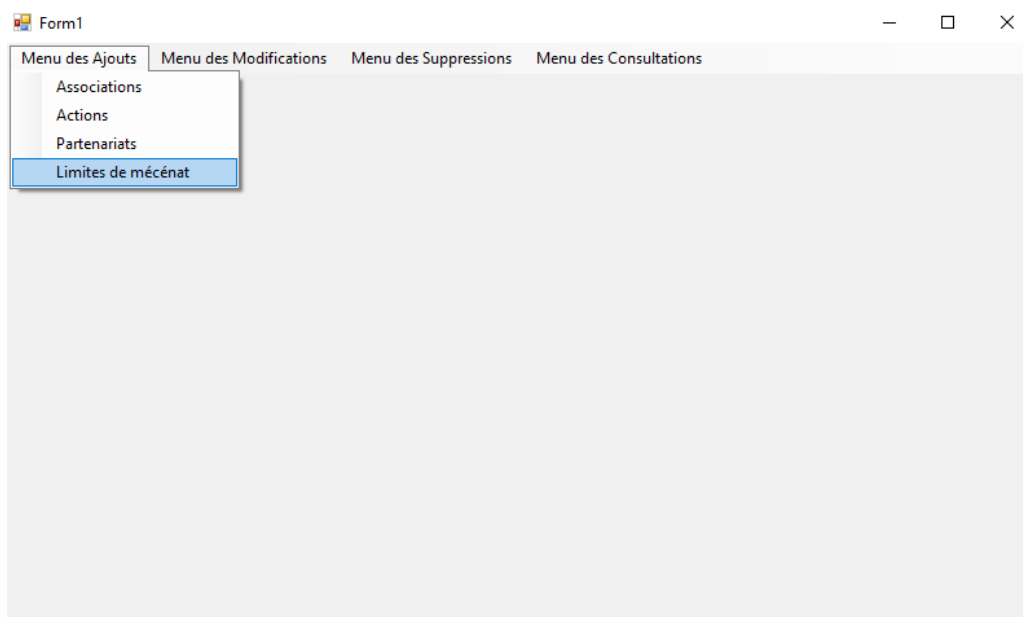 Form1
Menu des Ajouts Menu des Modifications Menu des Suppressions Menu des Consultations
Associations
Actions
Partenariats
Limites de mécénat